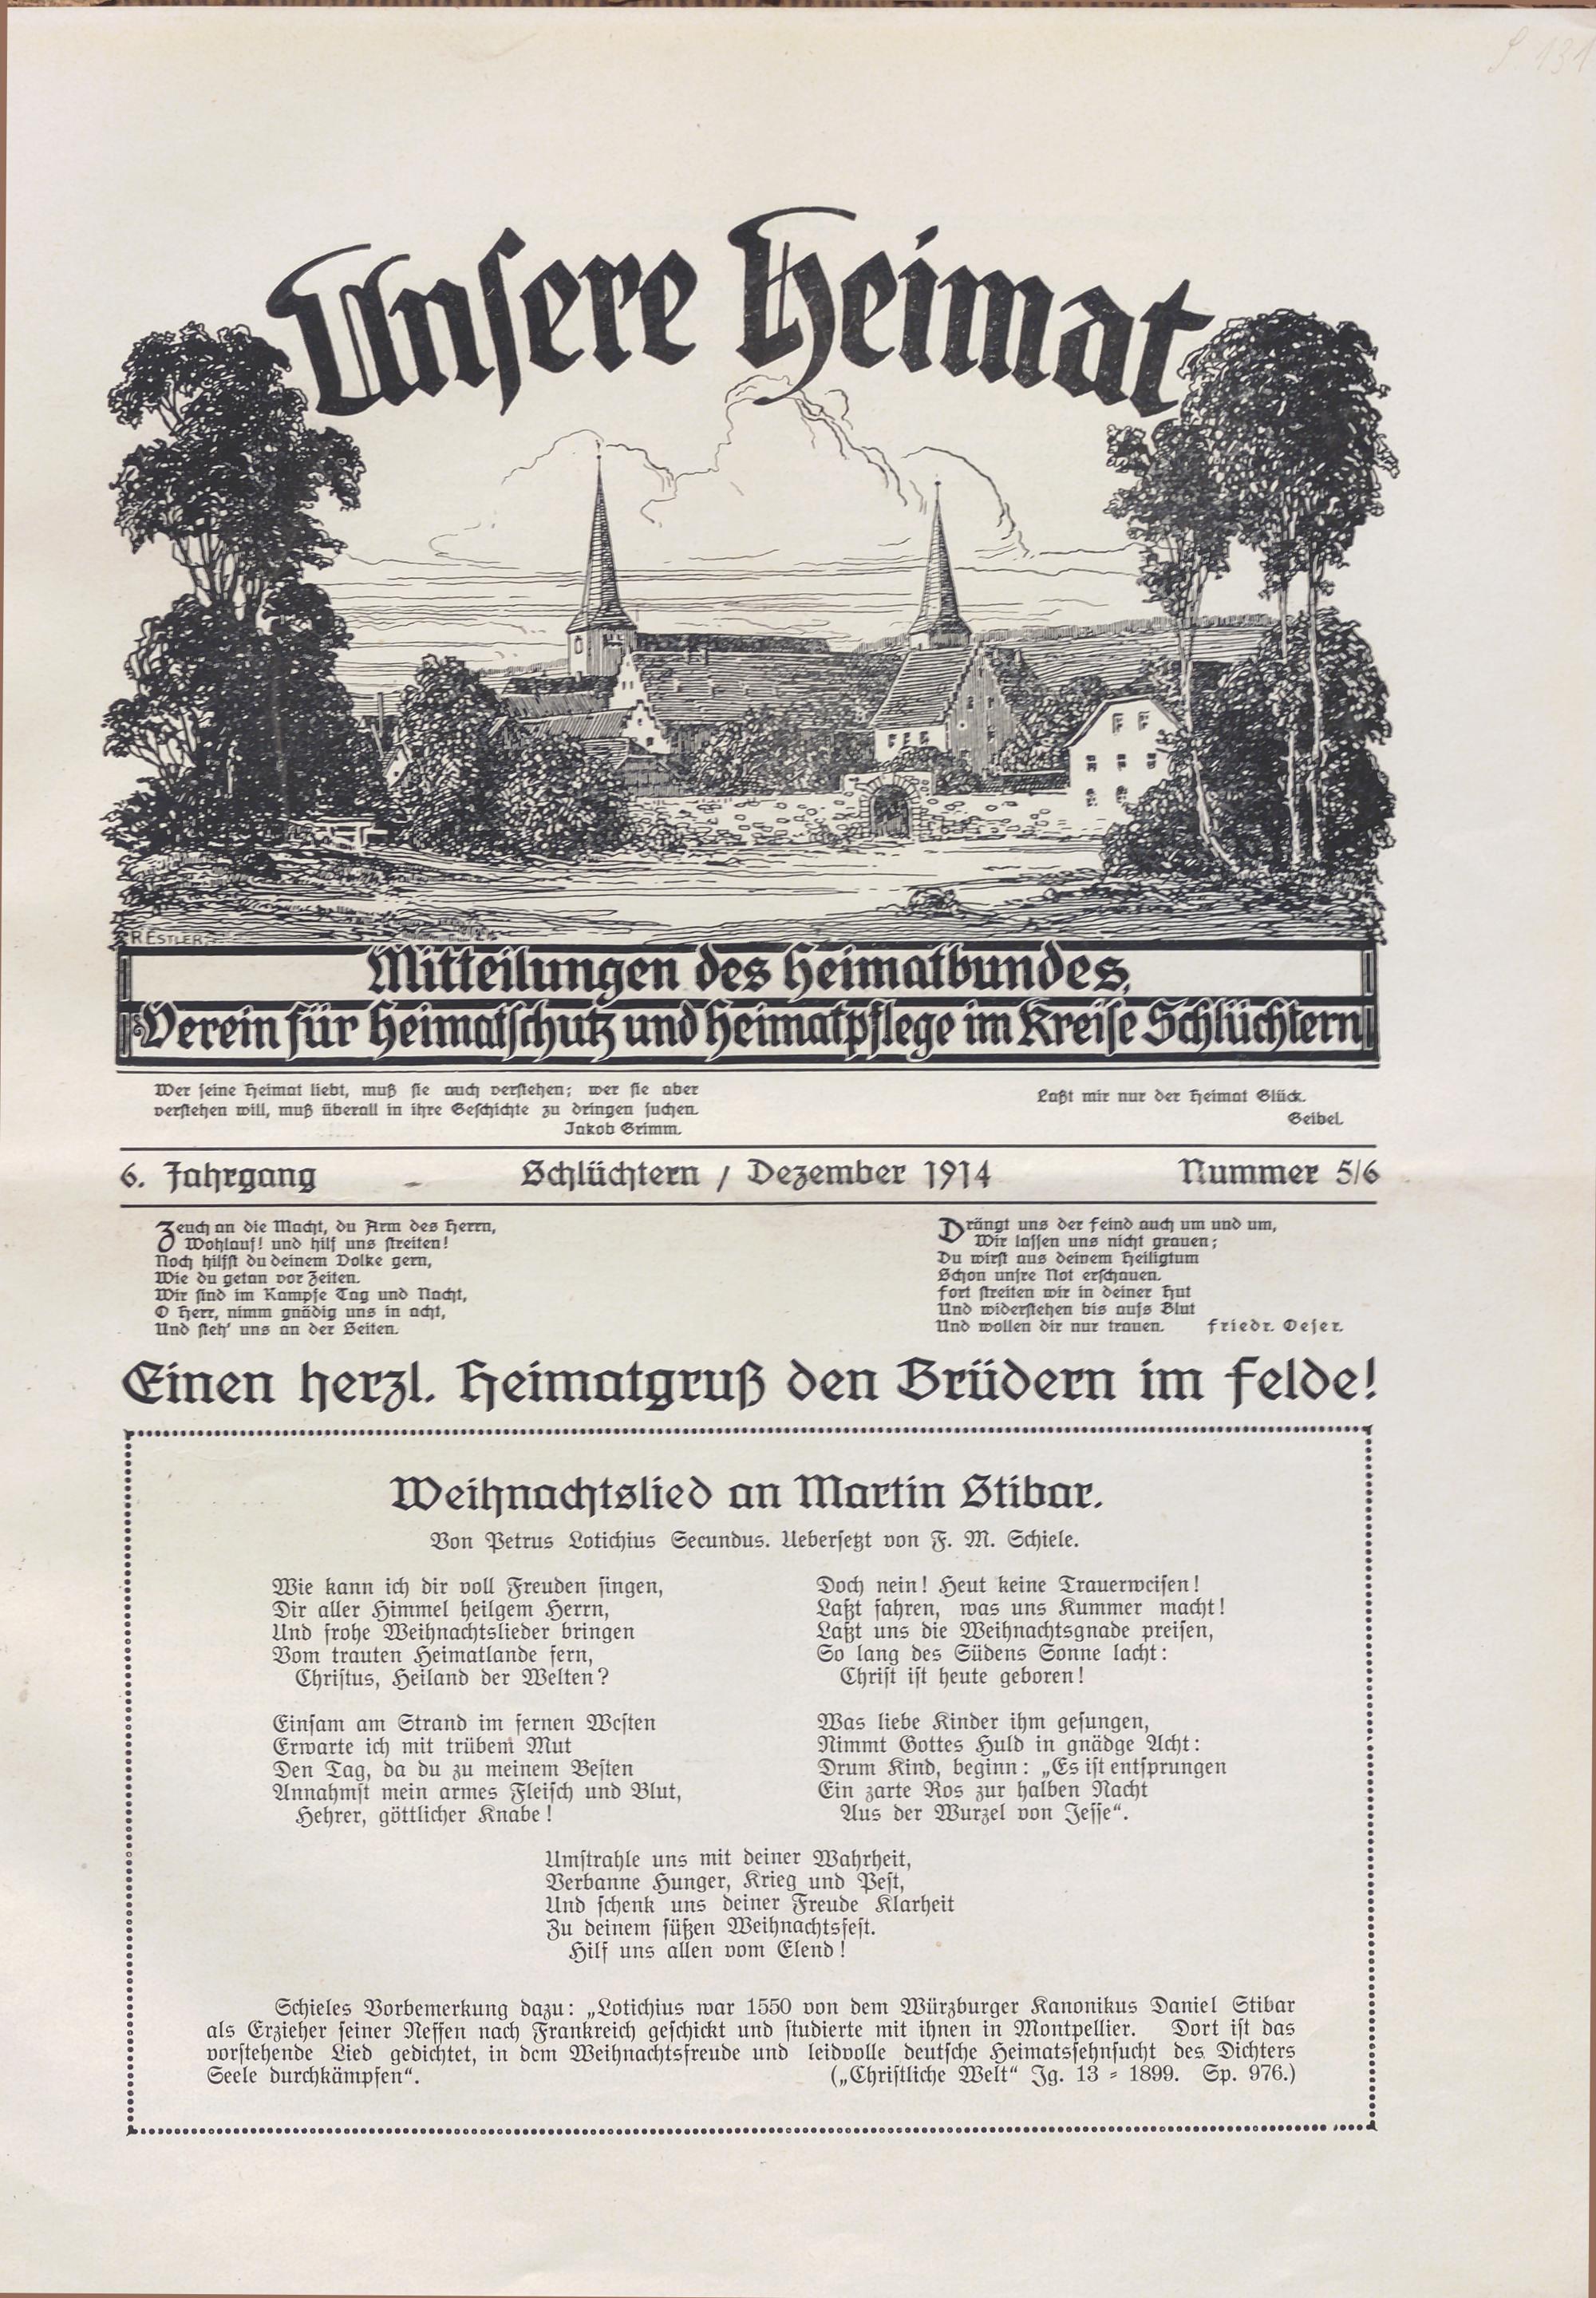 S. 131
Unsere Heimat
R. ESTLER.
Mitteilungen des Heimatbundes,
Verein für Heimatschutz und Heimatpflege im Kreise Schlüchtern
Wer seine Heimat liebt, muß sie auch verstehen; wer sie aber
verstehen will, muß überall in ihre Geschichte zu dringen suchen.
Jakob Grimm.
Laßt mir nur der Heimat Glück.
Geibel.
6. Jahrgang
Schlüchtern / Dezember 1914
Nummer 5/6
Zeuch an die Macht, du Arm des Herrn,
Wohlauf! und hilf uns streiten!
Noch hilfst du deinem Volke gern,
Wie du getan vor Zeiten.
Wir sind im Kampfe Tag und Nacht,
O Herr, nimm gnädig uns in acht,
Und steh' uns an der Seiten.
Drängt uns der Feind auch um und um,
Wir lassen uns nicht grauen;
Du wirst aus deinem Heiligtum
Schon unsre Not erschauen.
Fort streiten wir in deiner Hut
Und widerstehen bis aufs Blut
Und wollen dir nur trauen. Friedr. Oeser.
Einen herzl. Heimatgruß den Brüdern im Felde!
Weihnachtslied an Martin Stibar.
Von Petrus Lotichius Secundus. Uebersetzt von F. M. Schiele.
Wie kann ich dir voll Freuden singen,
Dir aller Himmel heilgem Herrn,
Und frohe Weihnachtslieder bringen
Vom trauten Heimatlande fern,
Christus, Heiland der Welten?
Einsam am Strand im fernen Westen
Erwarte ich mit trübem Mut
Den Tag, da du zu meinem Besten
Annahmst mein armes Fleisch und Blut,
Hehrer, göttlicher Knabe!
Doch nein! Heut keine Trauerweisen!
Laßt fahren, was uns Kummer macht!
Laßt uns die Weihnachtsgnade preisen,
So lang des Südens Sonne lacht:
Christ ist heute geboren!
Was liebe Kinder ihm gesungen,
Nimmt Gottes Huld in gnädge Acht:
Drum Kind, beginn: „Es ist entsprungen
Ein zarte Ros zur halben Nacht
Aus der Wurzel von Jesse“.
Umstrahle uns mit deiner Wahrheit,
Verbanne Hunger, Krieg und Pest,
Und schenk uns deiner Freude Klarheit
Zu deinem süßen Weihnachtsfest.
Hilf uns allen vom Elend!
Schieles Vorbemerkung dazu: „Lotichius war 1550 von dem Würzburger Kanonikus Daniel Stibar
als Erzieher seiner Neffen nach Frankreich geschickt und studierte mit ihnen in Montpellier. Dort ist das
vorstehende Lied gedichtet, in dem Weihnachtsfreude und leidvolle deutsche Heimatssehnsucht des Dichters
Seele durchkämpfen“. („Christliche Welt“ Jg. 13 = 1899. Sp. 976.)